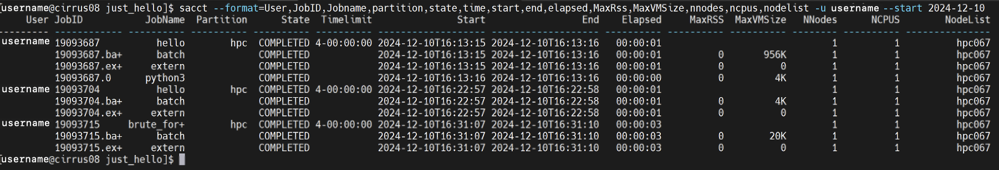 [username@cirrus08 just_hello]$ sacct --format=User,JobID,Jobname,partition,state,time,start,end,elapsed,MaxRss,MaxVMSize,nnodes,ncpus,nodelist -u username --start 2024-12-10
User JobID JobName Partition State Timelimit Start End Elapsed MaxRSS MaxVMSize NNodes NCPUS NodeList
--------- ------------ ---------- ---------- ---------- ---------- ------------------- ------------------- ---------- ---------- ---------- -------- ---------- ---------------
username 19093687 hello hpc COMPLETED 4-00:00:00 2024-12-10T16:13:15 2024-12-10T16:13:16 00:00:01 1 1 hpc067
19093687.ba+ batch COMPLETED 2024-12-10T16:13:15 2024-12-10T16:13:16 00:00:01 0 956K 1 1 hpc067
19093687.ex+ extern COMPLETED 2024-12-10T16:13:15 2024-12-10T16:13:16 00:00:01 0 0 1 1 hpc067
19093687.0 python3 COMPLETED 2024-12-10T16:13:16 2024-12-10T16:13:16 00:00:00 0 4K 1 1 hpc067
username 19093704 hello hpc COMPLETED 4-00:00:00 2024-12-10T16:22:57 2024-12-10T16:22:58 00:00:01 1 1 hpc067
19093704.ba+ batch COMPLETED 2024-12-10T16:22:57 2024-12-10T16:22:58 00:00:01 0 4K 1 1 hpc067
19093704.ex+ extern COMPLETED 2024-12-10T16:22:57 2024-12-10T16:22:58 00:00:01 0 0 1 1 hpc067
username 19093715 brute_for+ hpc COMPLETED 4-00:00:00 2024-12-10T16:31:07 2024-12-10T16:31:10 00:00:03 1 1 hpc067
19093715.ba+ batch COMPLETED 2024-12-10T16:31:07 2024-12-10T16:31:10 00:00:03 0 20K 1 1 hpc067
19093715.ex+ extern COMPLETED 2024-12-10T16:31:07 2024-12-10T16:31:10 00:00:03 0 0 1 1 hpc067
[username@cirrus08 just_hello]$